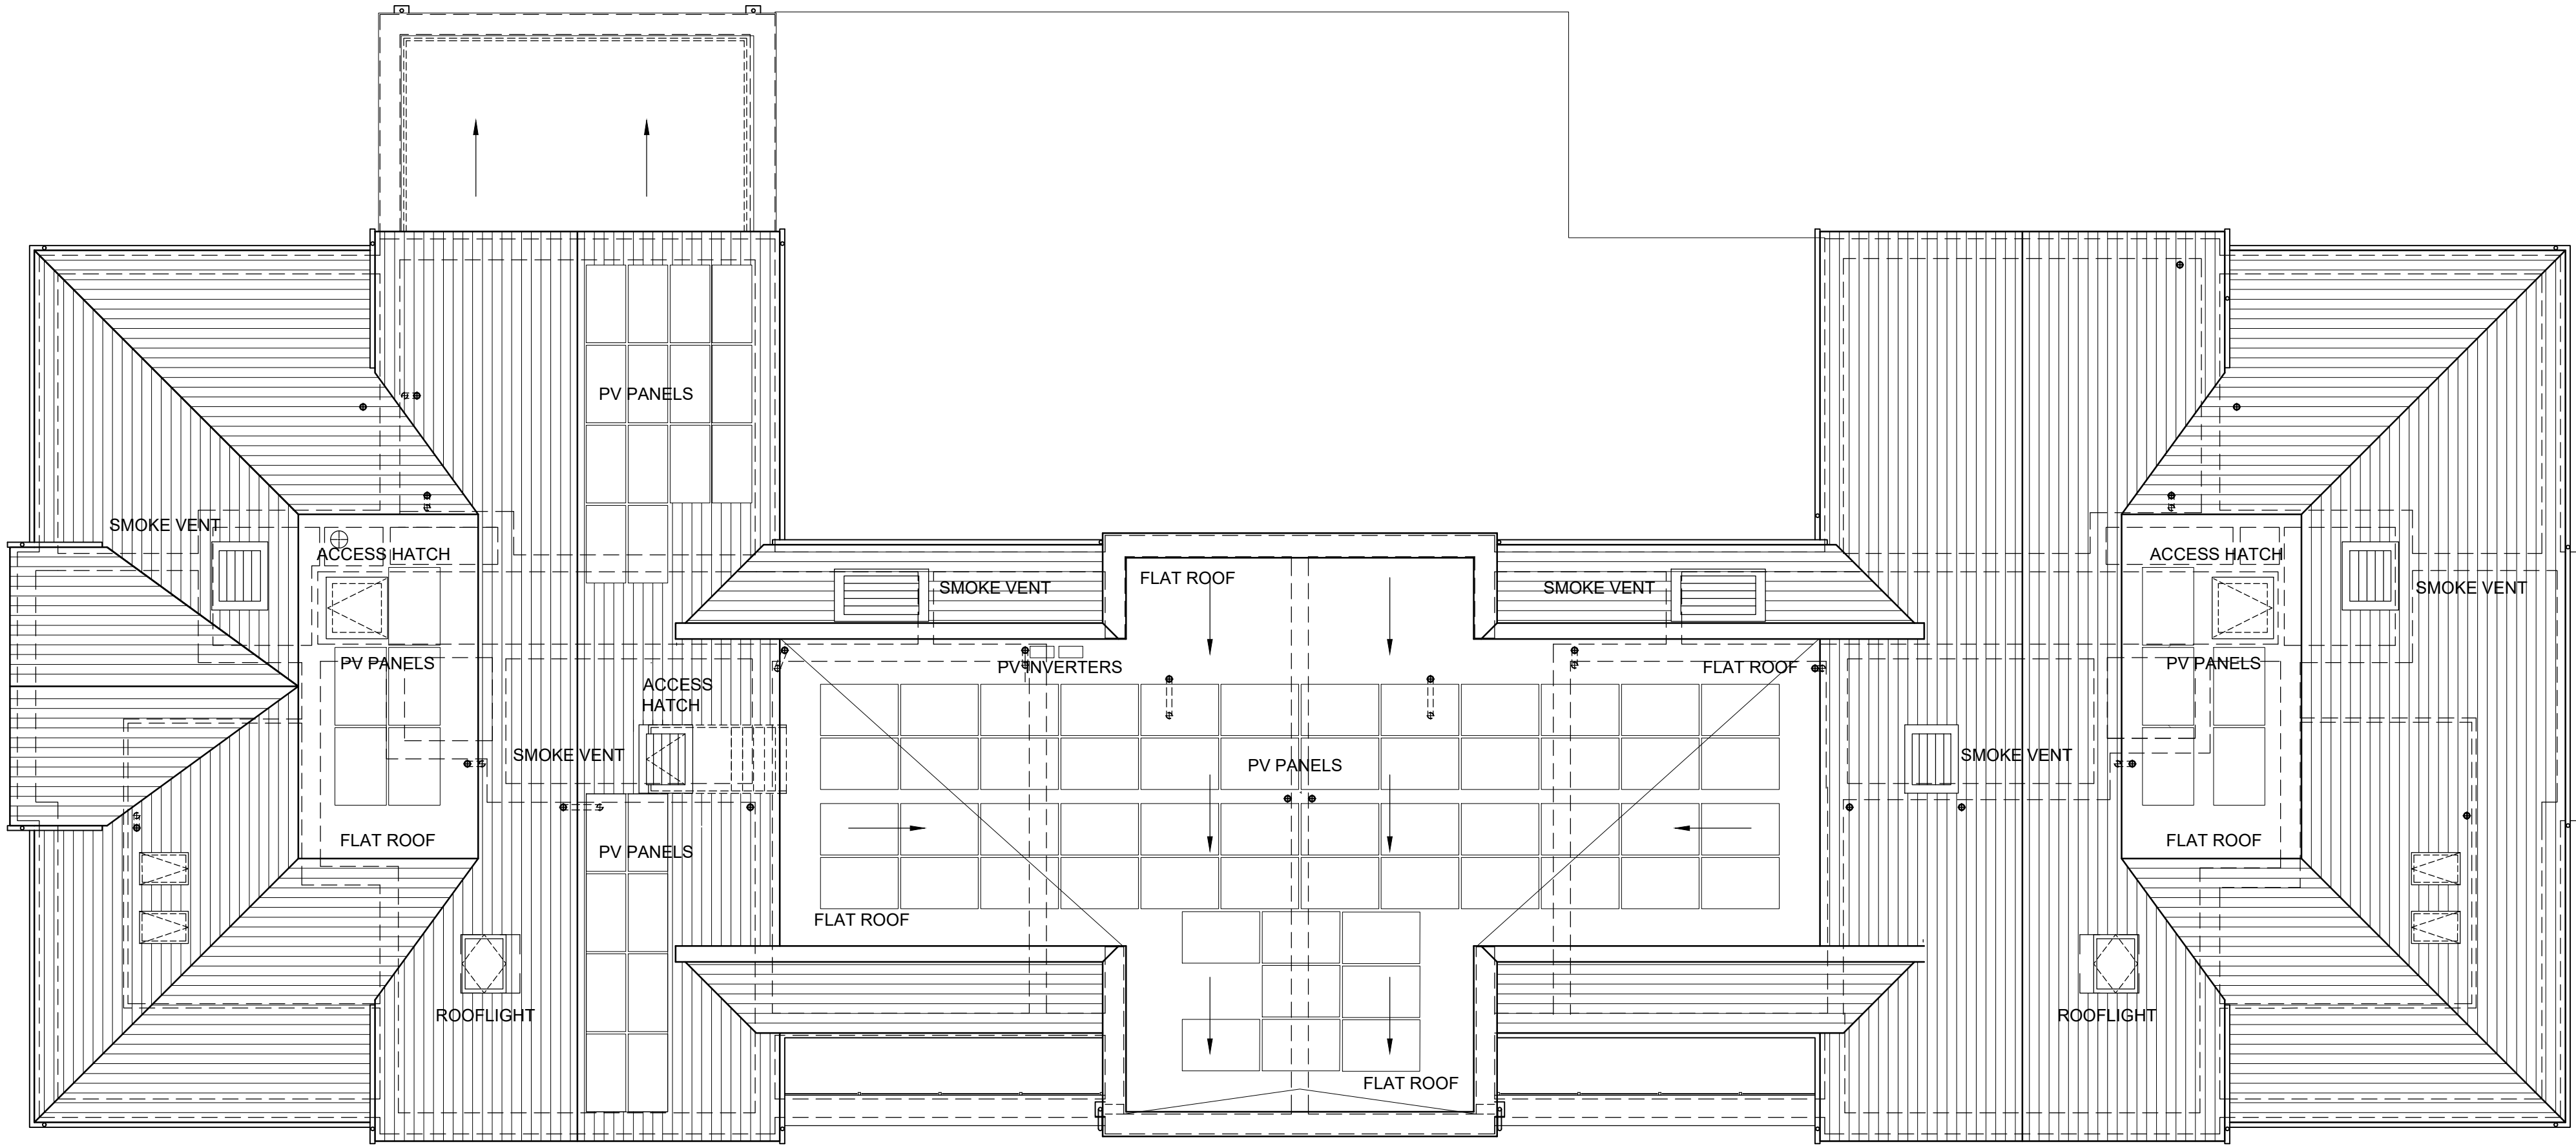 PV PANELS
SMOKE VENT
ACCESS HATCH
ACCESS HATCH
FLAT ROOF
SMOKE VENT
SMOKE VENT
SMOKE VENT
PV PANELS
PV INVERTERS
FLAT ROOF
PV PANELS
ACCESS
HATCH
SMOKE VENT
SMOKE VENT
PV PANELS
FLAT ROOF
PV PANELS
FLAT ROOF
FLAT ROOF
ROOFLIGHT
ROOFLIGHT
FLAT ROOF